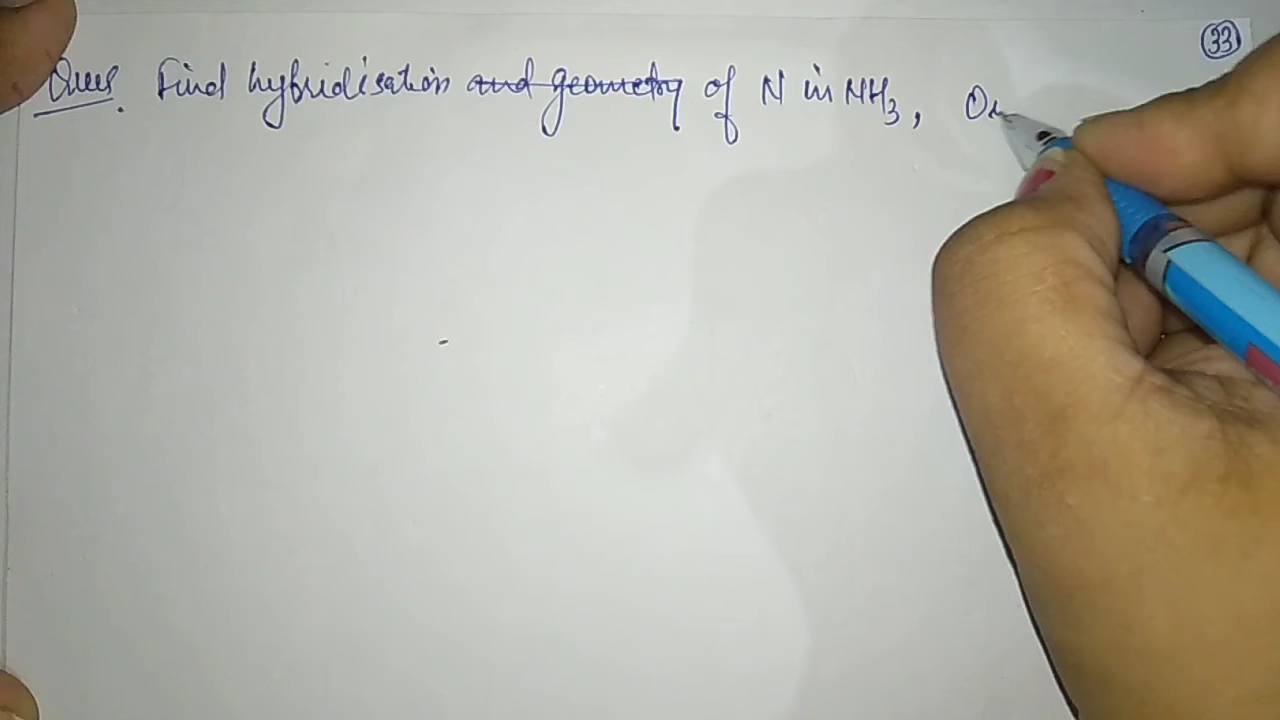 33
Ques. Find hybridisation and geometry of N in NH3, O